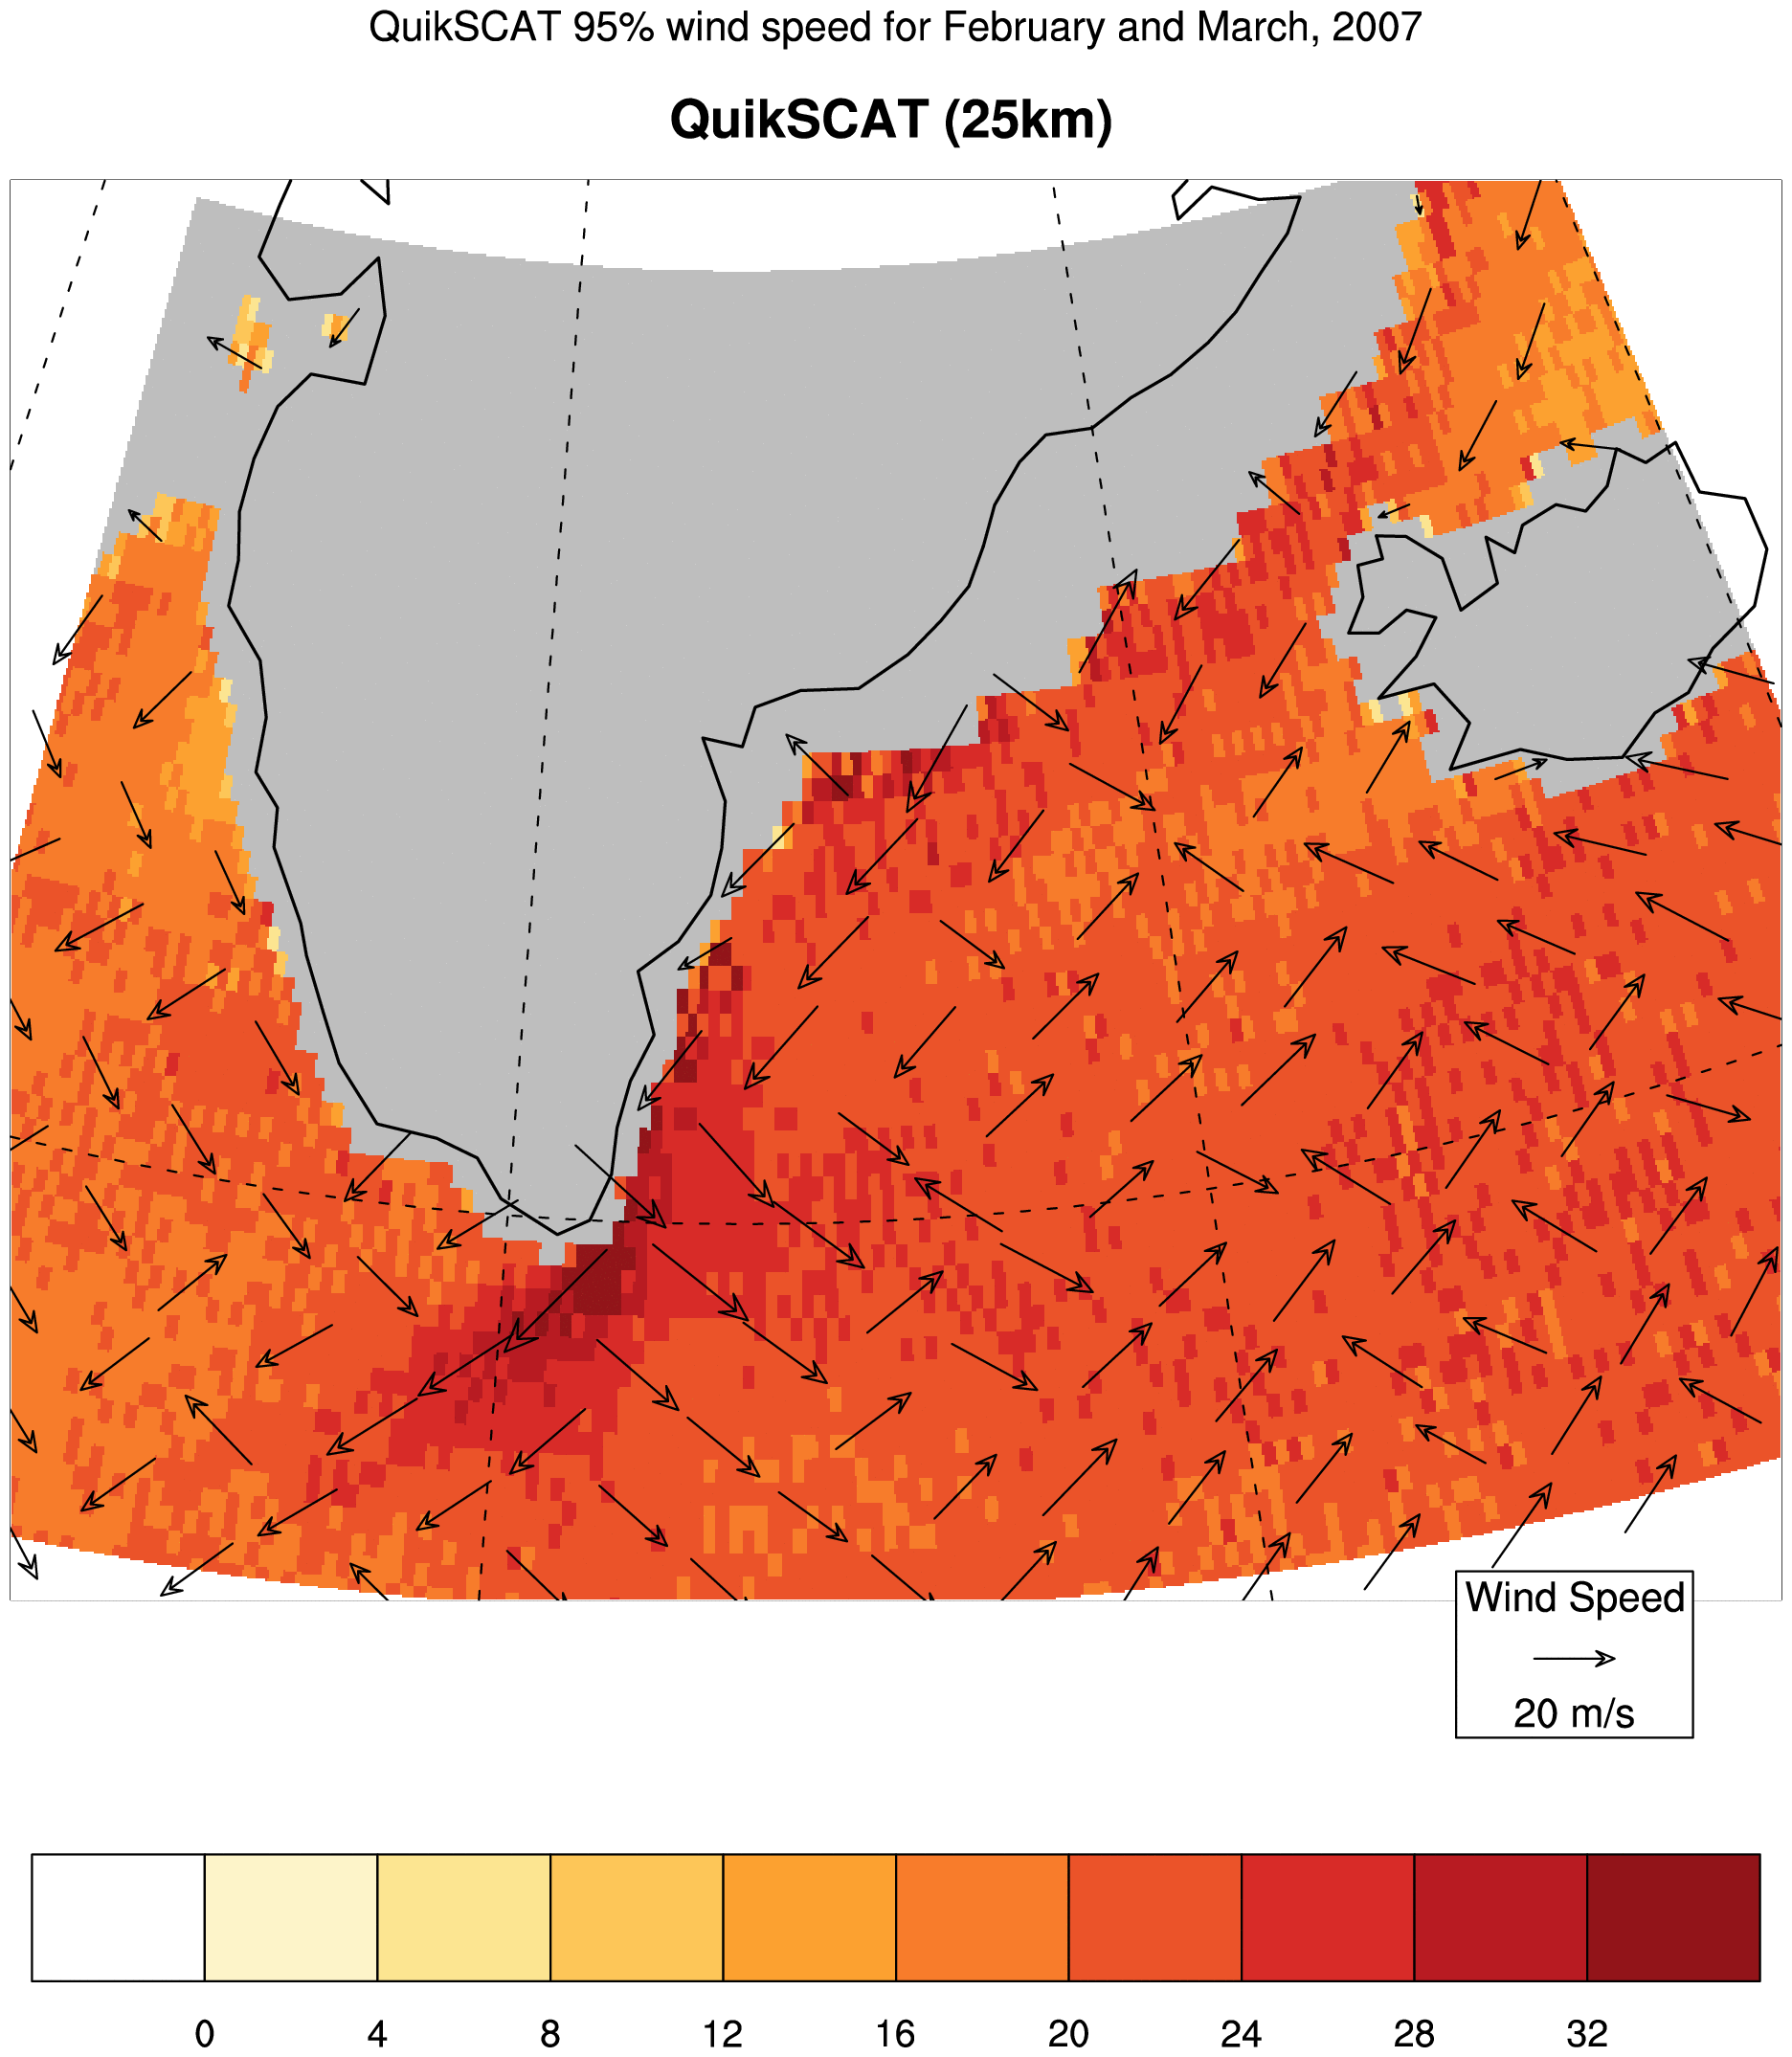 QuikSCAT 95% wind speed for February and March, 2007
QuikSCAT (25km)
Wind Speed
20 m/s
0 4 8 12 16 20 24 28 32